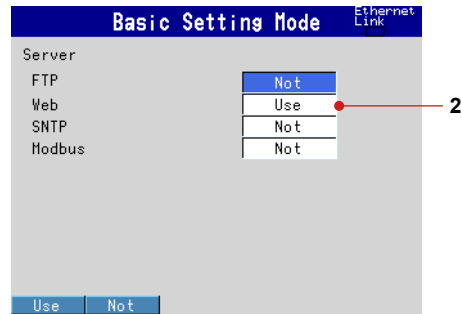 Basic Setting Mode Ethernet
Link
Server
FTP Not
Web Use 2
SNTP Not
Modbus Not
Use Not